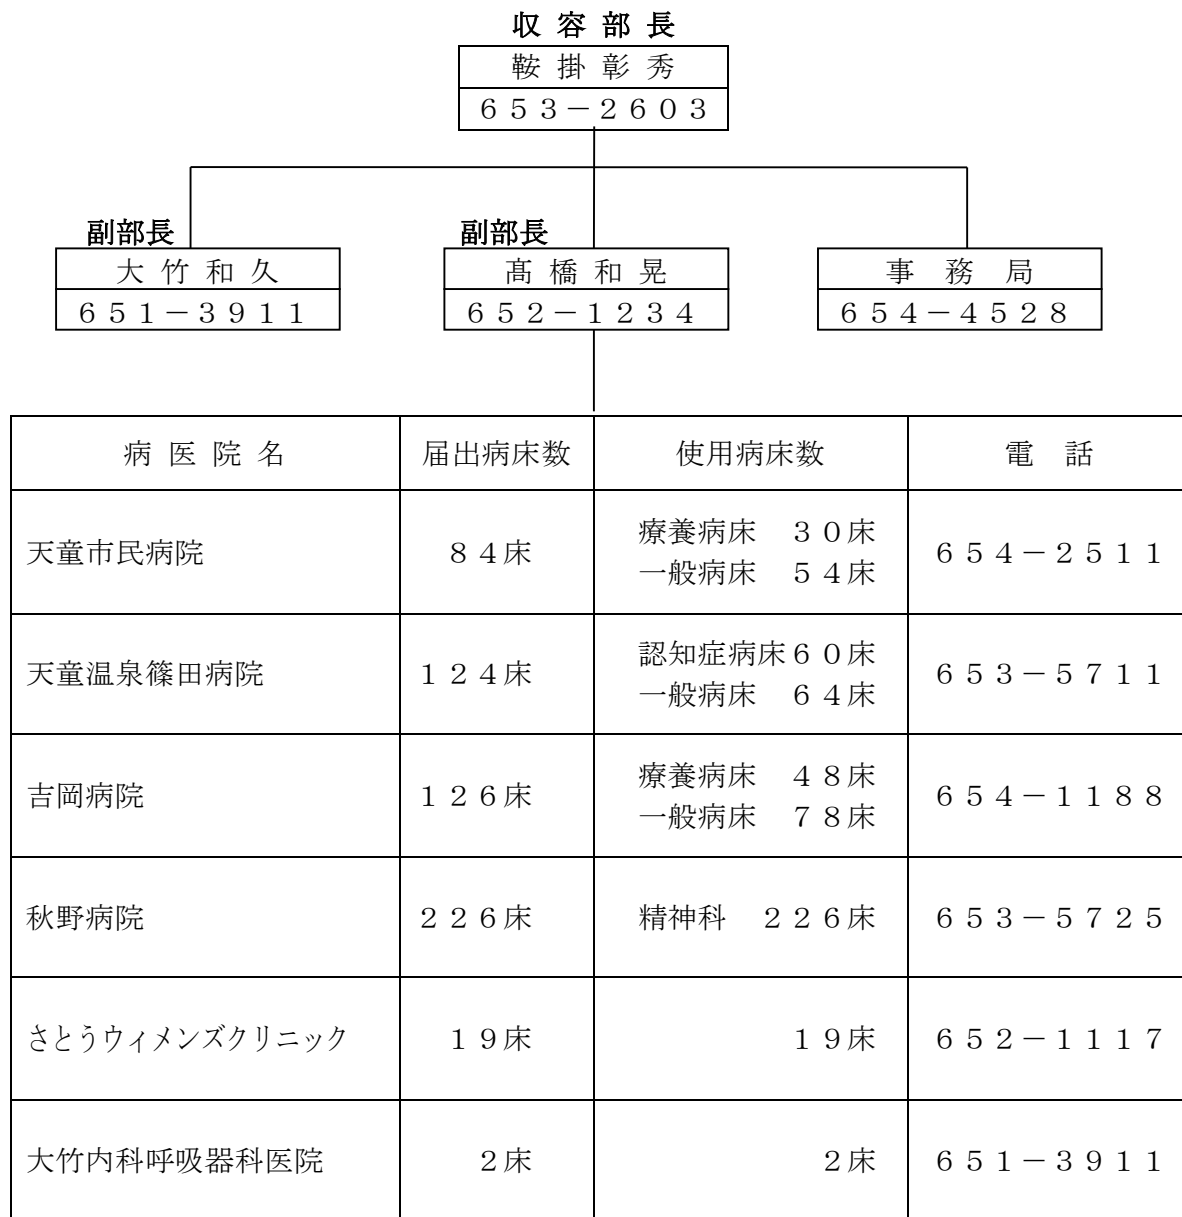 収容部長
鞍掛彰秀
６５３－２６０３
副部長
大竹和久
６５１－３９１１
副部長
髙橋和晃
６５２－１２３４
事務局
６５４－４５２８
病医院名 届出病床数 使用病床数 電話
天童市民病院 ８４床 療養病床 ３０床
一般病床 ５４床 ６５４－２５１１
天童温泉篠田病院 １２４床 認知症病床６０床
一般病床 ６４床 ６５３－５７１１
吉岡病院 １２６床 療養病床 ４８床
一般病床 ７８床 ６５４－１１８８
秋野病院 ２２６床 精神科 ２２６床 ６５３－５７２５
さとうウィメンズクリニック １９床 １９床 ６５２－１１１７
大竹内科呼吸器科医院 ２床 ２床 ６５１－３９１１